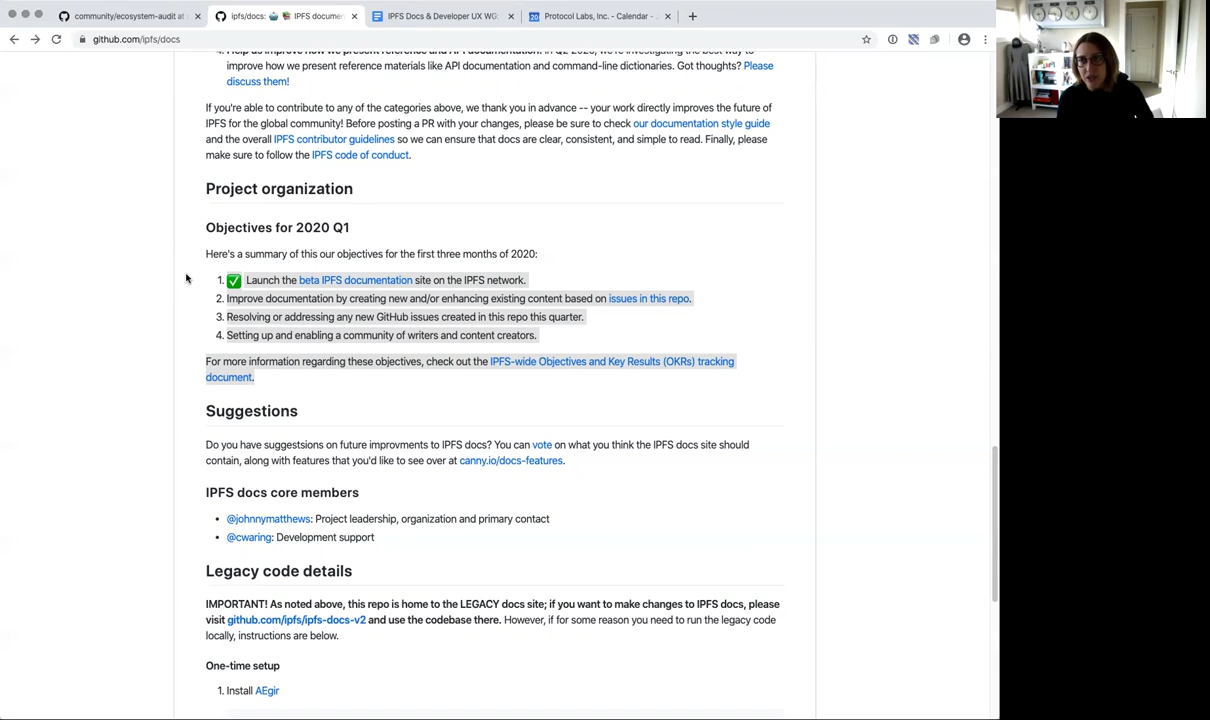 community/ecosystem-audit at
ipfs/docs: IPFS documen
IPFS Docs & Developer UX WG:
20 Protocol Labs, Inc. - Calendar -
github.com/ipfs/docs
improve how we present reference materials like API documentation and command-line dictionaries. Got thoughts? Please
discuss them!
If you're able to contribute to any of the categories above, we thank you in advance -- your work directly improves the future of
IPFS for the global community! Before posting a PR with your changes, please be sure to check our documentation style guide
and the overall IPFS contributor guidelines so we can ensure that docs are clear, consistent, and simple to read. Finally, please
make sure to follow the IPFS code of conduct.
Project organization
Objectives for 2020 Q1
Here's a summary of this our objectives for the first three months of 2020:
1. ✅ Launch the beta IPFS documentation site on the IPFS network.
2. Improve documentation by creating new and/or enhancing existing content based on issues in this repo.
3. Resolving or addressing any new GitHub issues created in this repo this quarter.
4. Setting up and enabling a community of writers and content creators.
For more information regarding these objectives, check out the IPFS-wide Objectives and Key Results (OKRs) tracking
document.
Suggestions
Do you have suggestsions on future improvments to IPFS docs? You can vote on what you think the IPFS docs site should
contain, along with features that you'd like to see over at canny.io/docs-features.
IPFS docs core members
• @johnnymatthews: Project leadership, organization and primary contact
• @cwaring: Development support
Legacy code details
IMPORTANT! As noted above, this repo is home to the LEGACY docs site; if you want to make changes to IPFS docs, please
visit github.com/ipfs/ipfs-docs-v2 and use the codebase there. However, if for some reason you need to run the legacy code
locally, instructions are below.
One-time setup
1. Install AEgir